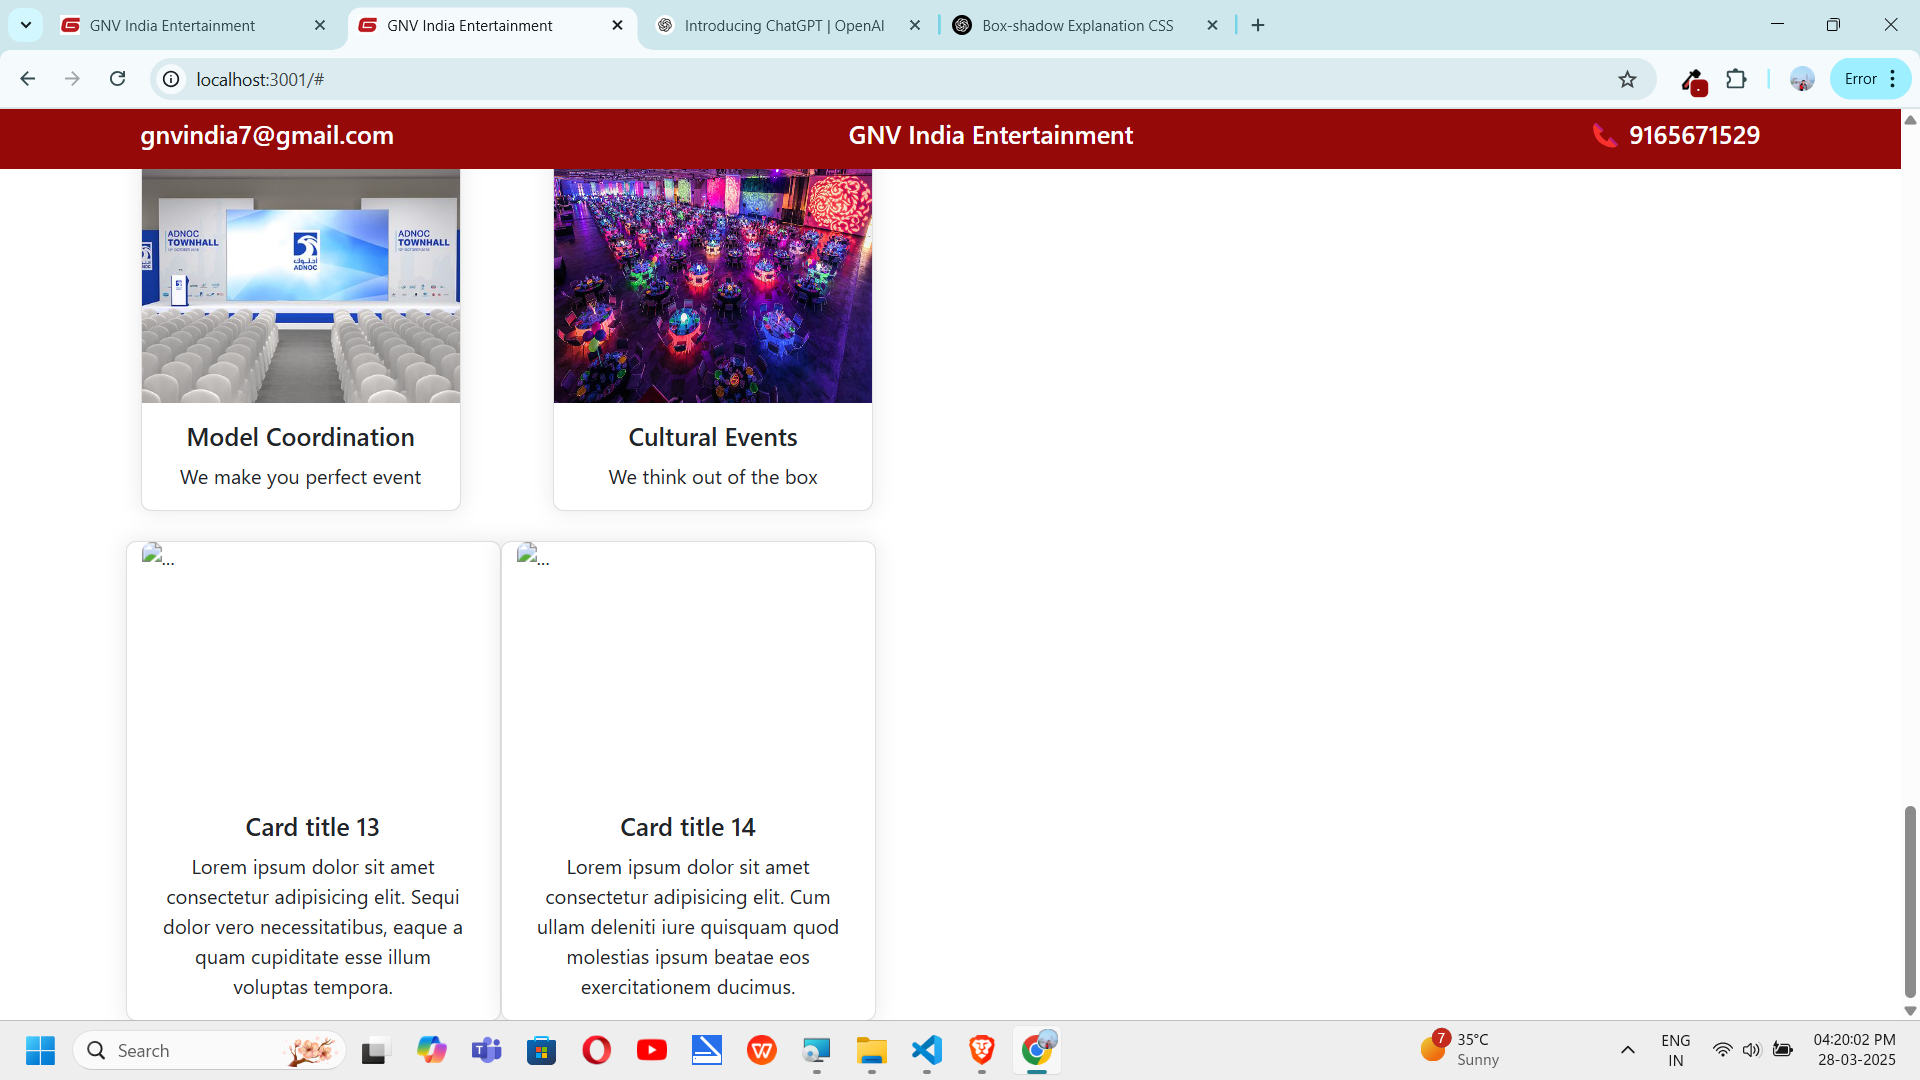 GNV India Entertainment
GNV India Entertainment
Introducing ChatGPT | OpenAI
Box-shadow Explanation CSS
localhost:3001/#
Error
gnvindia7@gmail.com
GNV India Entertainment
9165671529
ADNOC
TOWNHALL
ADNOC
ADNOC
TOWNHALL
Model Coordination
We make you perfect event
Cultural Events
We think out of the box
...
...
Card title 13
Lorem ipsum dolor sit amet
consectetur adipisicing elit. Sequi
dolor vero necessitatibus, eaque a
quam cupiditate esse illum
voluptas tempora.
Card title 14
Lorem ipsum dolor sit amet
consectetur adipisicing elit. Cum
ullam deleniti iure quisquam quod
molestias ipsum beatae eos
exercitationem ducimus.
Search
7
35°C
Sunny
ENG
IN
04:20:02 PM
28-03-2025